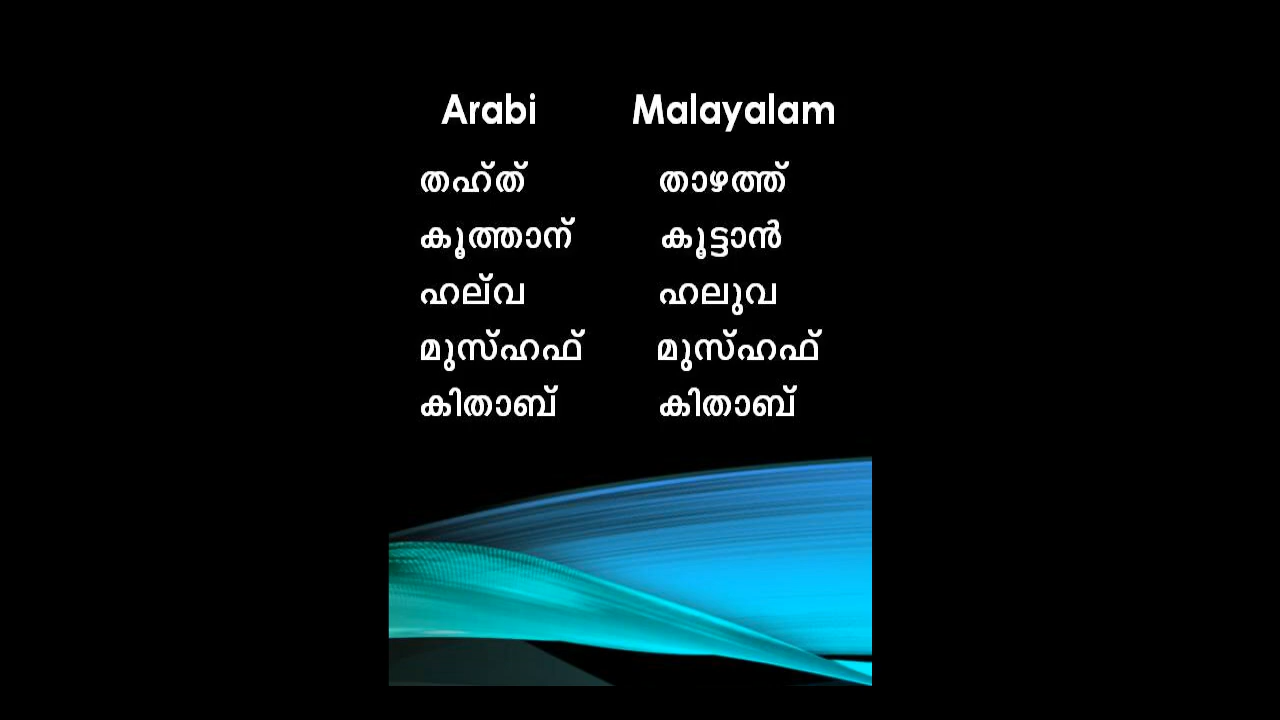 Arabi Malayalam
തഹ്ത് താഴത്ത്
കൂത്താന് കൂട്ടാൻ
ഹല്വ ഹലുവ
മുസ്ഹഫ് മുസ്ഹഫ്
കിതാബ് കിതാബ്